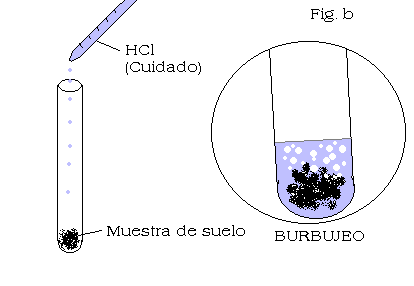 Fig. b
HCl
(Cuidado)
Muestra de suelo
BURBUJEO